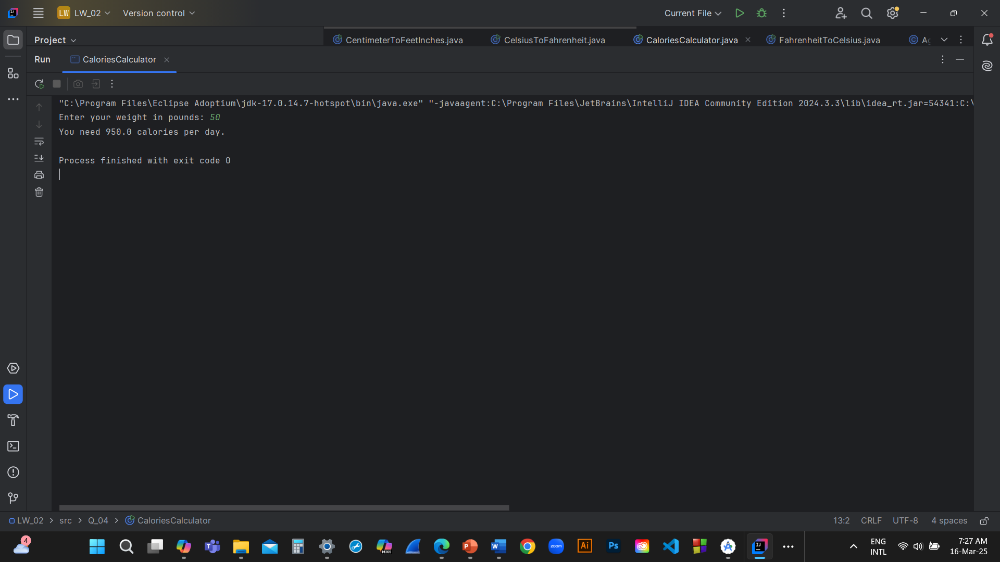 LW LW_02 Version control Current File
Project CentimeterToFeetInches.java CelsiusToFahrenheit.java CaloriesCalculator.java FahrenheitToCelsius.java
Run CaloriesCalculator
"C:\Program Files\Eclipse Adoptium\jdk-17.0.14.7-hotspot\bin\java.exe" "-javaagent:C:\Program Files\JetBrains\IntelliJ IDEA Community Edition 2024.3.3\lib\idea_rt.jar=54341:C:\
Enter your weight in pounds: 50
You need 950.0 calories per day.
Process finished with exit code 0
LW_02 > src > Q_04 > CaloriesCalculator 13:2 CRLF UTF-8 4 spaces
4 ENG 7:27 AM
INTL 16-Mar-25
M365
zoom
Ai
Ps